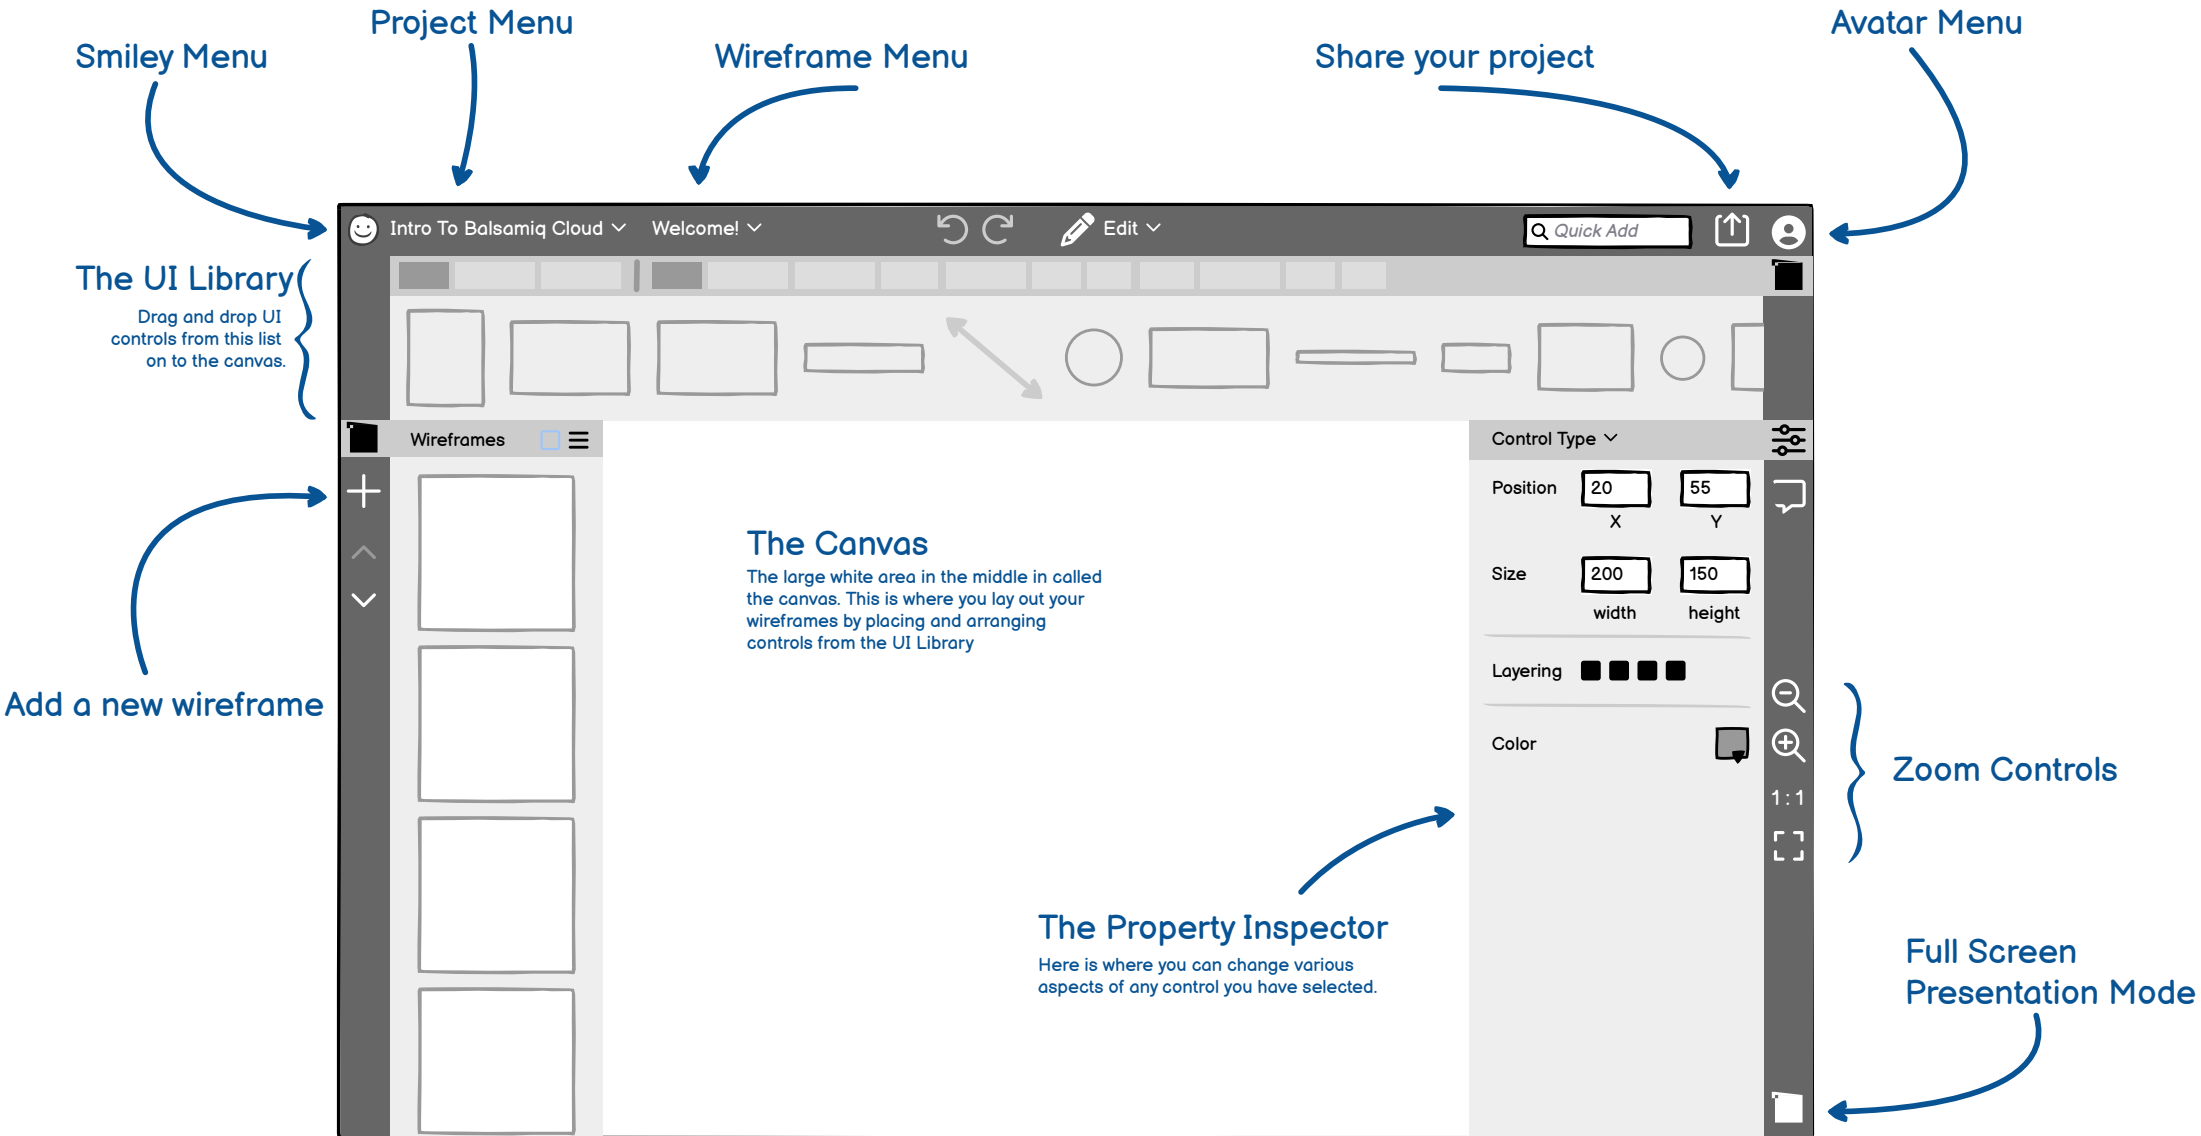 Project Menu
Avatar Menu
Smiley Menu
Wireframe Menu
Share your project
Intro To Balsamiq Cloud
Welcome!
Edit
Quick Add
The UI Library
Drag and drop UI
controls from this list
on to the canvas.
Wireframes
Control Type
Position
20
55
X
Y
Size
200
150
width
height
Layering
Color
The Canvas
The large white area in the middle in called
the canvas. This is where you lay out your
wireframes by placing and arranging
controls from the UI Library
Add a new wireframe
Zoom Controls
1:1
The Property Inspector
Here is where you can change various
aspects of any control you have selected.
Full Screen
Presentation Mode